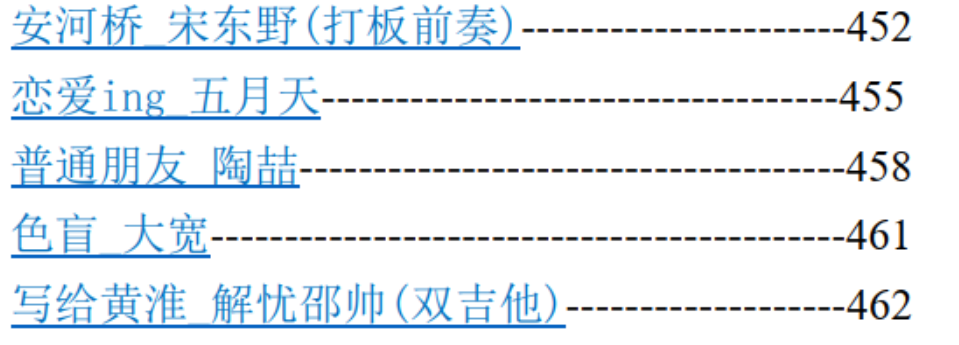 安河桥_宋东野(打板前奏)----------------------452
恋爱ing_五月天-----------------------------------455
普通朋友_陶喆-------------------------------------458
色盲_大宽-------------------------------------------461
写给黄淮_解忧邵帅(双吉他)-------------------462